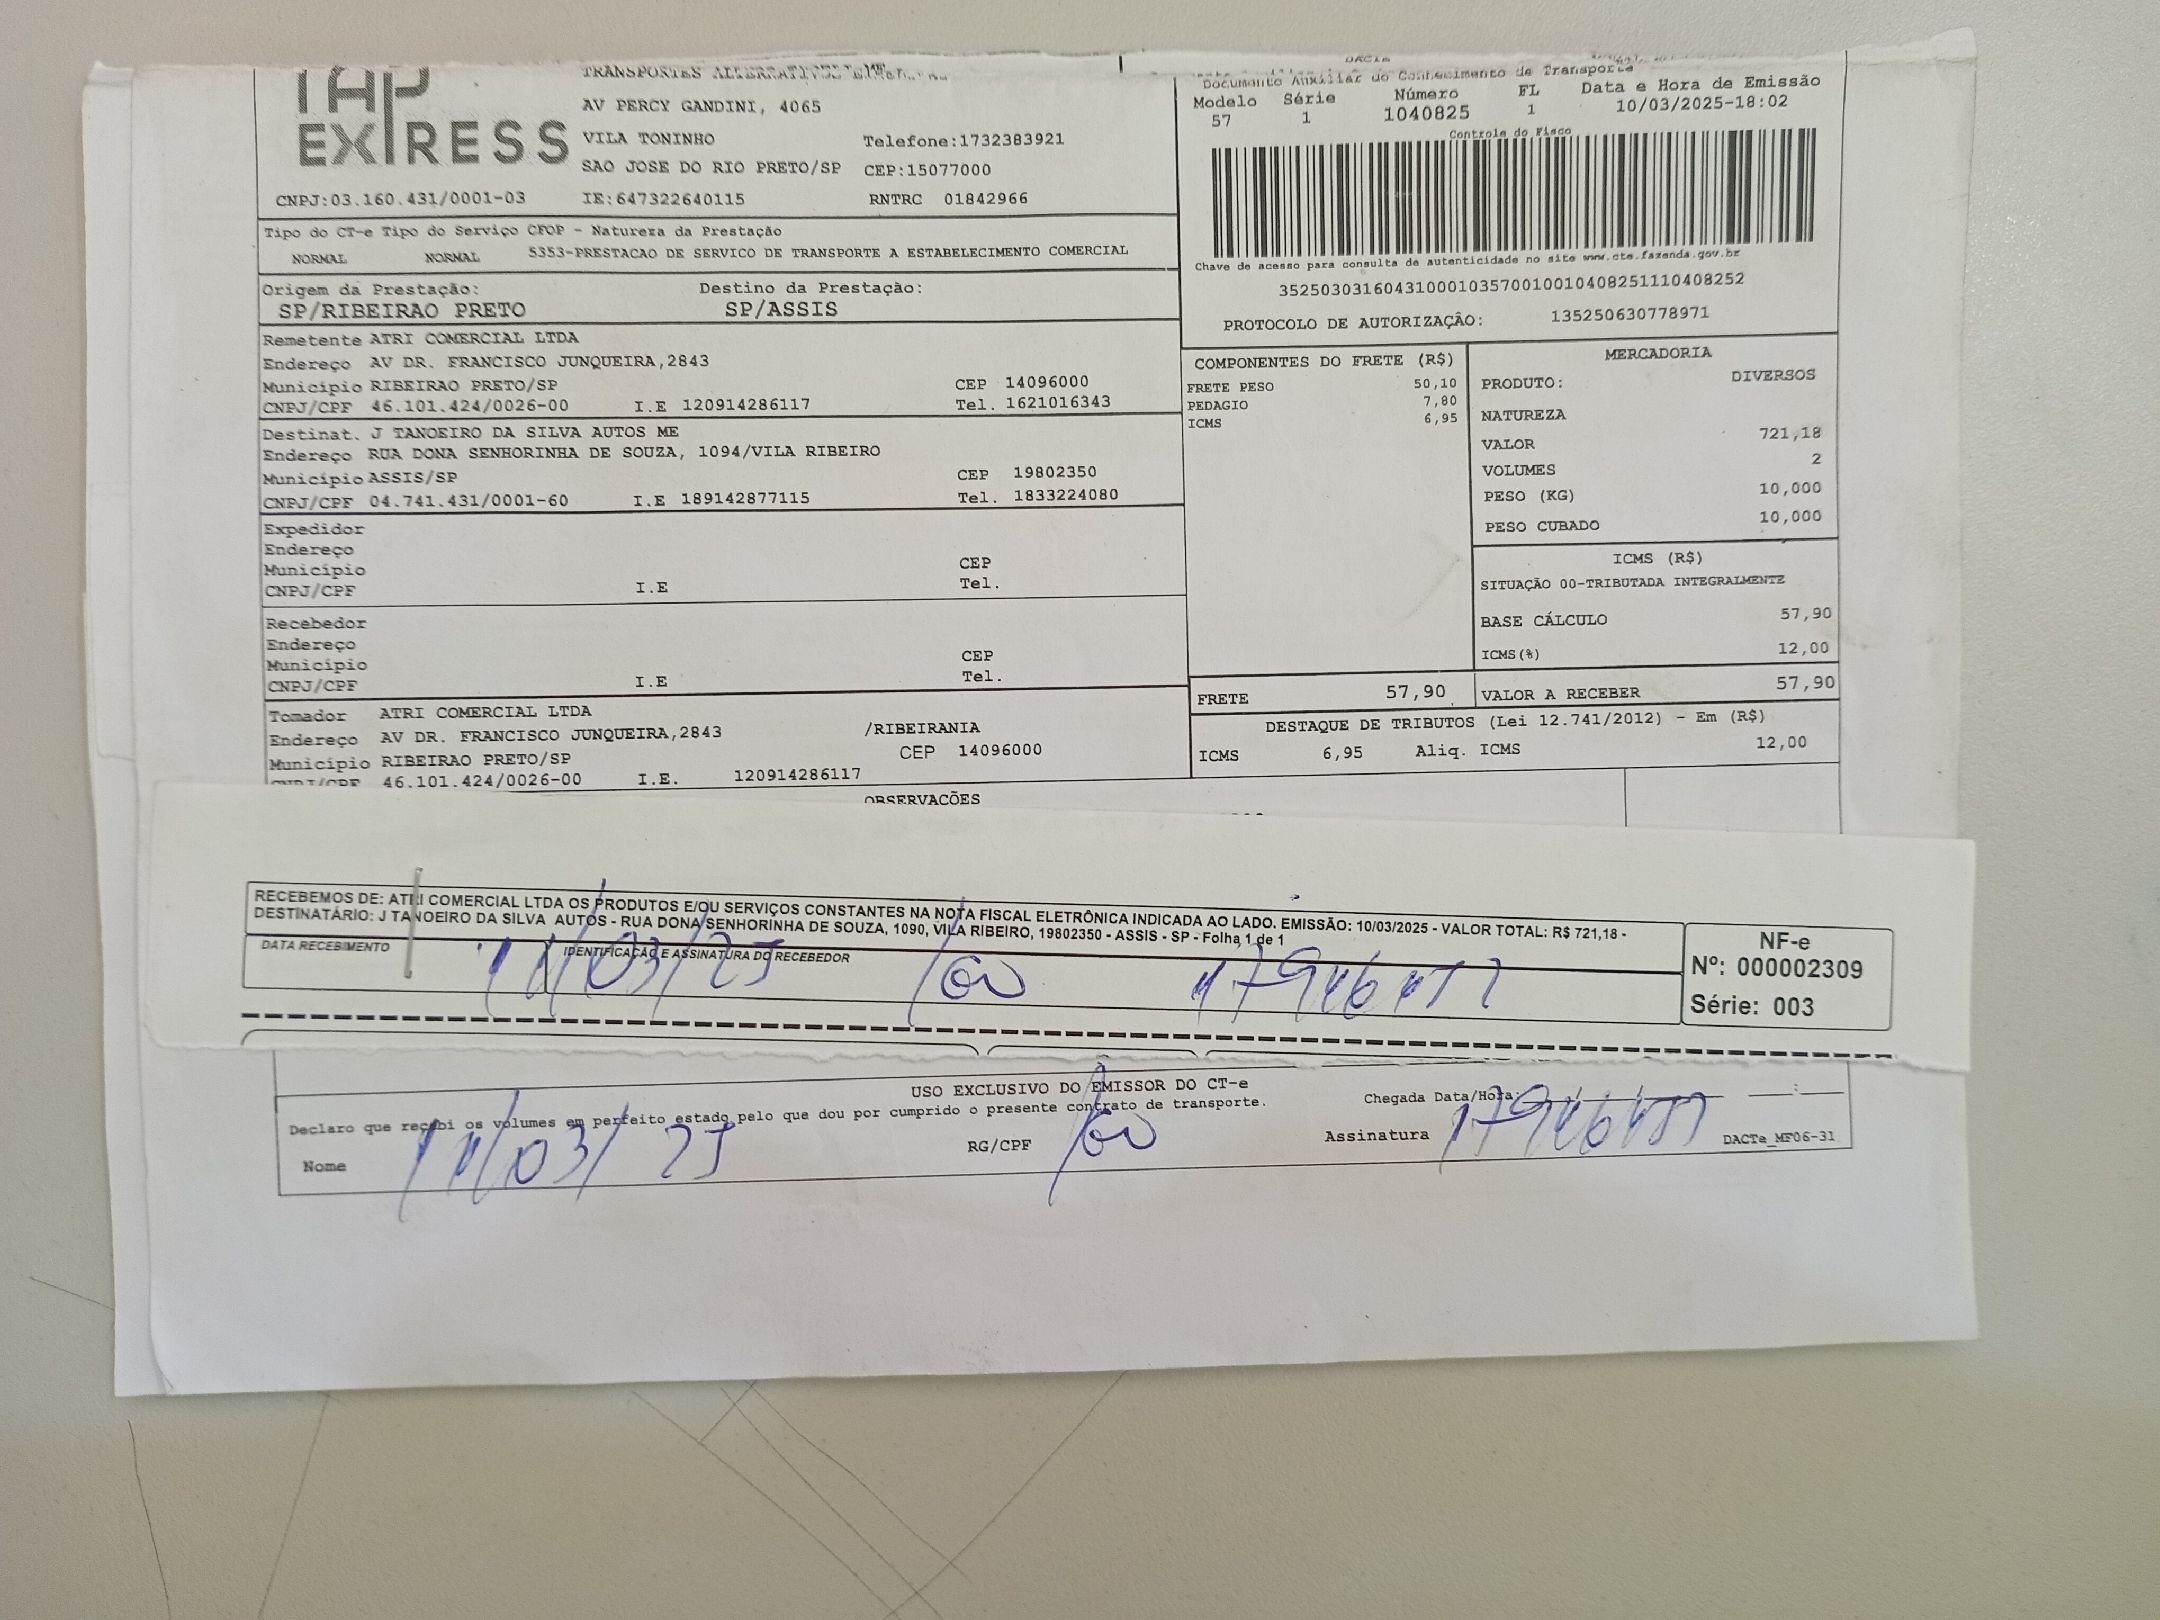 TAP
EXPRESS
TRANSPORTES
AV PERCY GANDINI, 4065
VILA TONINHO Telefone:1732383921
SAO JOSE DO RIO PRETO/SP CEP:15077000
CNPJ:03.160.431/0001-03 IE:647322640115 RNTRC 01842966
DACTE
Documento Auxiliar do Conhecimento de Transporte
Modelo Série Número FL Data e Hora de Emissão
57 1 1040825 1 10/03/2025-18:02
Controle do Fisco
Chave de acesso para consulta de autenticidade no site www.cte.fazenda.gov.br
35250303160431000103570010010408251110408252
PROTOCOLO DE AUTORIZAÇÃO: 135250630778971
Tipo do CT-e Tipo do Serviço CFOP - Natureza da Prestação
NORMAL NORMAL 5353-PRESTACAO DE SERVICO DE TRANSPORTE A ESTABELECIMENTO COMERCIAL
Origem da Prestação: Destino da Prestação:
SP/RIBEIRAO PRETO SP/ASSIS
Remetente ATRI COMERCIAL LTDA
Endereço AV DR. FRANCISCO JUNQUEIRA,2843
Município RIBEIRAO PRETO/SP CEP 14096000
CNPJ/CPF 46.101.424/0026-00 I.E 120914286117 Tel. 1621016343
Destinat. J TANOEIRO DA SILVA AUTOS ME
Endereço RUA DONA SENHORINHA DE SOUZA, 1094/VILA RIBEIRO
Município ASSIS/SP CEP 19802350
CNPJ/CPF 04.741.431/0001-60 I.E 189142877115 Tel. 1833224080
Expedidor
Endereço
Município CEP
CNPJ/CPF I.E Tel.
Recebedor
Endereço
Município CEP
CNPJ/CPF I.E Tel.
Tomador ATRI COMERCIAL LTDA
Endereço AV DR. FRANCISCO JUNQUEIRA,2843 /RIBEIRANIA
Município RIBEIRAO PRETO/SP CEP 14096000
CNPJ/CPF 46.101.424/0026-00 I.E. 120914286117
COMPONENTES DO FRETE (R$)
FRETE PESO 50,10
PEDAGIO 7,80
ICMS 6,95
MERCADORIA
PRODUTO: DIVERSOS
NATUREZA
VALOR 721,18
VOLUMES 2
PESO (KG) 10,000
PESO CUBADO 10,000
ICMS (R$)
SITUAÇÃO 00-TRIBUTADA INTEGRALMENTE
BASE CÁLCULO 57,90
ICMS(%) 12,00
FRETE 57,90 VALOR A RECEBER 57,90
DESTAQUE DE TRIBUTOS (Lei 12.741/2012) - Em (R$)
ICMS 6,95 Aliq. ICMS 12,00
OBSERVAÇÕES
RECEBEMOS DE: ATRI COMERCIAL LTDA OS PRODUTOS E/OU SERVIÇOS CONSTANTES NA NOTA FISCAL ELETRÔNICA INDICADA AO LADO. EMISSÃO: 10/03/2025 - VALOR TOTAL: R$ 721,18 -
DESTINATÁRIO: J TANOEIRO DA SILVA AUTOS - RUA DONA SENHORINHA DE SOUZA, 1090, VILA RIBEIRO, 19802350 - ASSIS - SP - Folha 1 de 1
DATA RECEBIMENTO IDENTIFICAÇÃO E ASSINATURA DO RECEBEDOR
11/03/25
NF-e
Nº: 000002309
Série: 003
USO EXCLUSIVO DO EMISSOR DO CT-e
Declaro que recebi os volumes em perfeito estado pelo que dou por cumprido o presente contrato de transporte. Chegada Data/Hora:
Nome 11/03/25 RG/CPF Assinatura DACTe_MF06-31